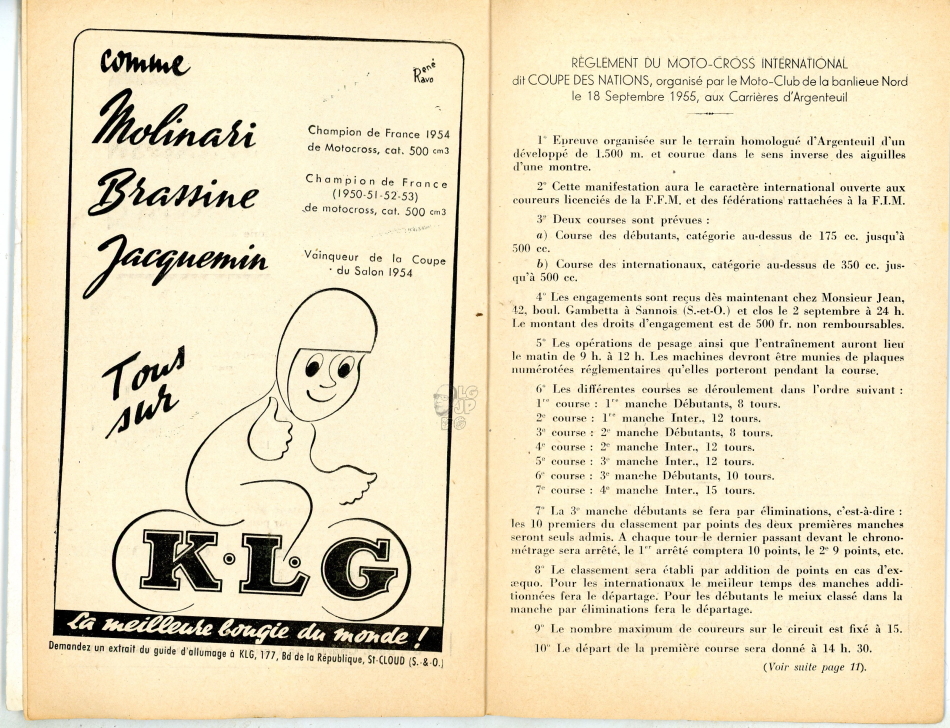 comme
René
Ravo
Molinari
Champion de France 1954
de Motocross, cat. 500 cm3
Brassine
Champion de France
(1950-51-52-53)
de motocross, cat. 500 cm3
Jacquemin
Vainqueur de la Coupe
du Salon 1954
Tous
sur
K·L·G
La meilleure bougie du monde !
Demandez un extrait du guide d'allumage à KLG, 177, Bd de la République, St-CLOUD (S.-&-O.)
RÈGLEMENT DU MOTO-CROSS INTERNATIONAL
dit COUPE DES NATIONS, organisé par le Moto-Club de la banlieue Nord
le 18 Septembre 1955, aux Carrières d'Argenteuil
1° Epreuve organisée sur le terrain homologué d'Argenteuil d'un
développé de 1.500 m. et courue dans le sens inverse des aiguilles
d'une montre.
2° Cette manifestation aura le caractère international ouverte aux
coureurs licenciés de la F.F.M. et des fédérations rattachées à la F.I.M.
3° Deux courses sont prévues :
a) Course des débutants, catégorie au-dessus de 175 cc. jusqu'à
500 cc.
b) Course des internationaux, catégorie au-dessus de 350 cc. jus-
qu'à 500 cc.
4° Les engagements sont reçus dès maintenant chez Monsieur Jean,
42, boul. Gambetta à Sannois (S.-et-O.) et clos le 2 septembre à 24 h.
Le montant des droits d'engagement est de 500 fr. non remboursables.
5° Les opérations de pesage ainsi que l'entraînement auront lieu
le matin de 9 h. à 12 h. Les machines devront être munies de plaques
numérotées réglementaires qu'elles porteront pendant la course.
6° Les différentes courses se déroulement dans l'ordre suivant :
1re course : 1re manche Débutants, 8 tours.
2e course : 1re manche Inter., 12 tours.
3e course : 2e manche Débutants, 8 tours.
4e course : 2e manche Inter., 12 tours.
5e course : 3e manche Inter., 12 tours.
6e course : 3e manche Débutants, 10 tours.
7e course : 4e manche Inter., 15 tours.
7° La 3e manche débutants se fera par éliminations, c'est-à-dire :
les 10 premiers du classement par points des deux premières manches
seront seuls admis. A chaque tour le dernier passant devant le chrono-
métrage sera arrêté, le 1er arrêté comptera 10 points, le 2e 9 points, etc.
8° Le classement sera établi par addition de points en cas d'ex-
æquo. Pour les internationaux le meilleur temps des manches addi-
tionnées fera le départage. Pour les débutants le meiux classé dans la
manche par éliminations fera le départage.
9° Le nombre maximum de coureurs sur le circuit est fixé à 15.
10° Le départ de la première course sera donné à 14 h. 30.
(Voir suite page 11).